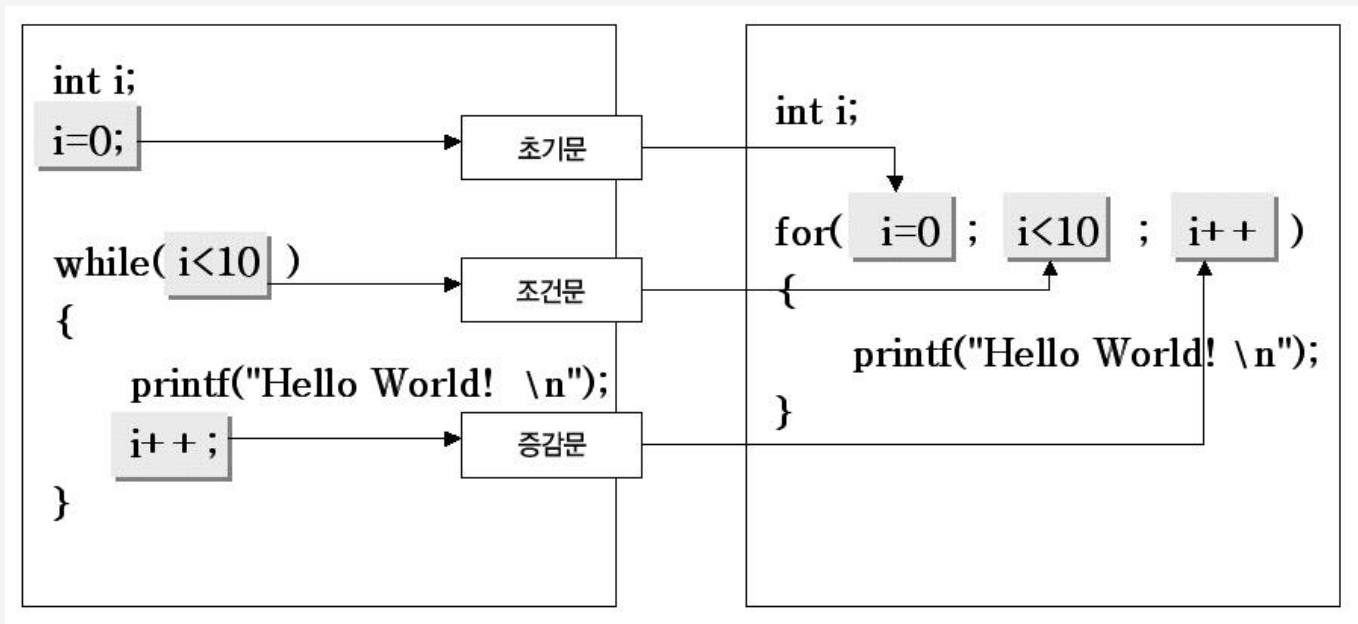 int i;
i=0;
while( i<10 )
{
printf("Hello World! \n");
i++;
}
초기문
조건문
증감문
int i;
for( i=0 ; i<10 ; i++ )
{
printf("Hello World! \n");
}